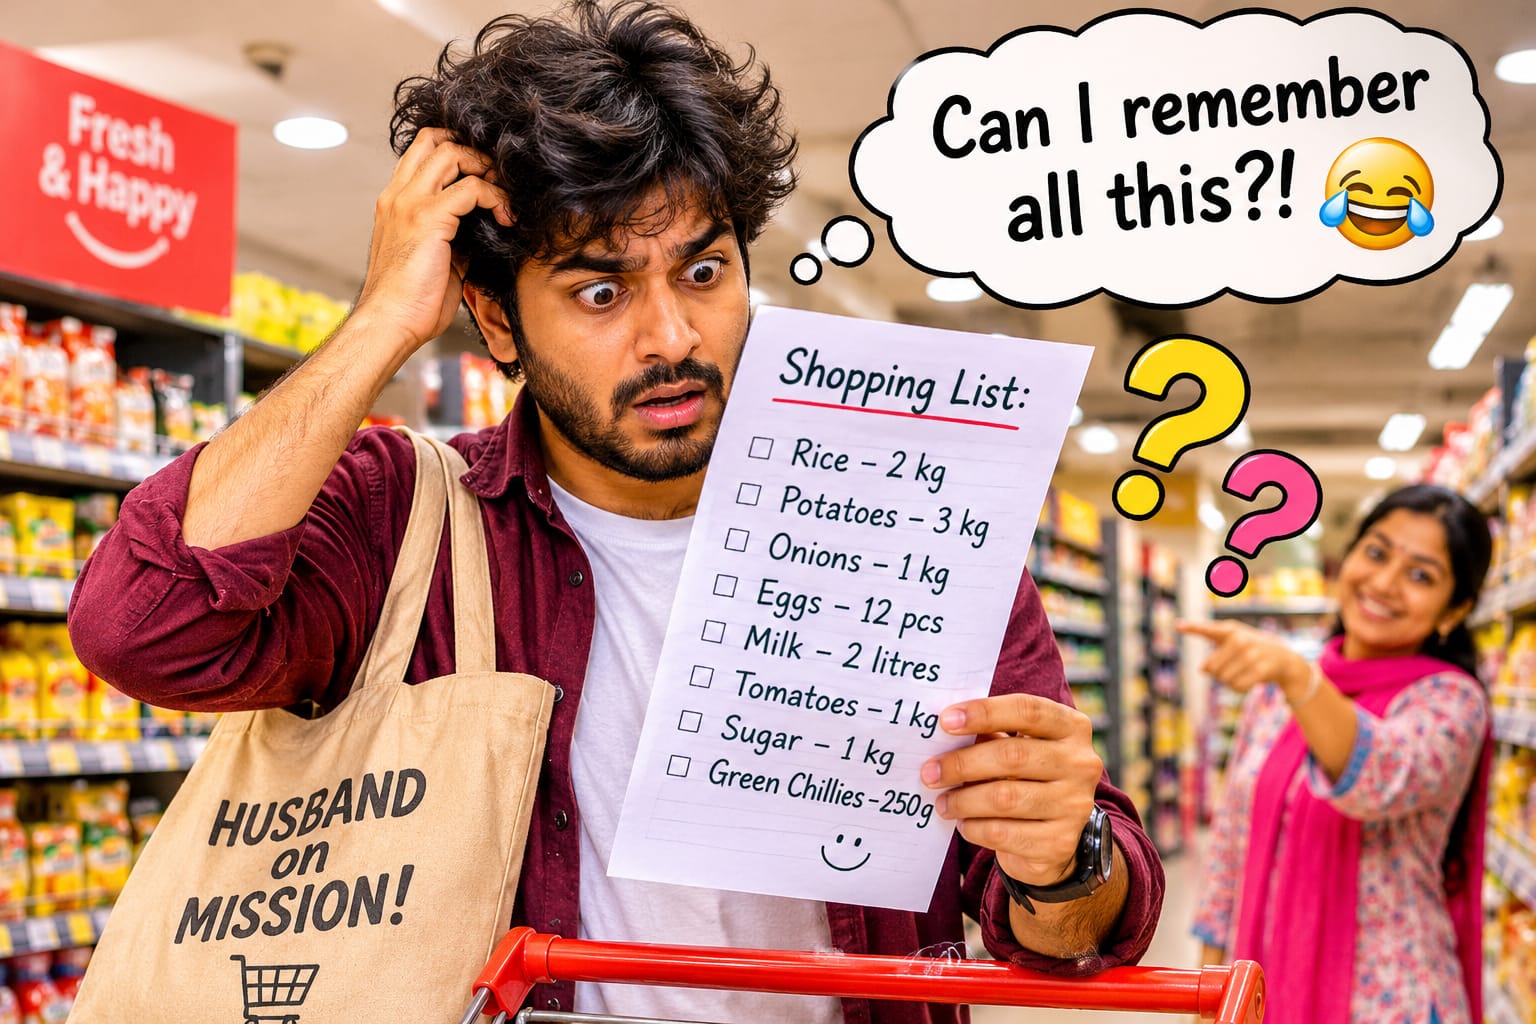 Fresh
& Happy
Can I remember
all this?! 😂
Shopping List:
Rice – 2 kg
Potatoes – 3 kg
Onions – 1 kg
Eggs – 12 pcs
Milk – 2 litres
Tomatoes – 1 kg
Sugar – 1 kg
Green Chillies – 250g
??
HUSBAND
on
MISSION!